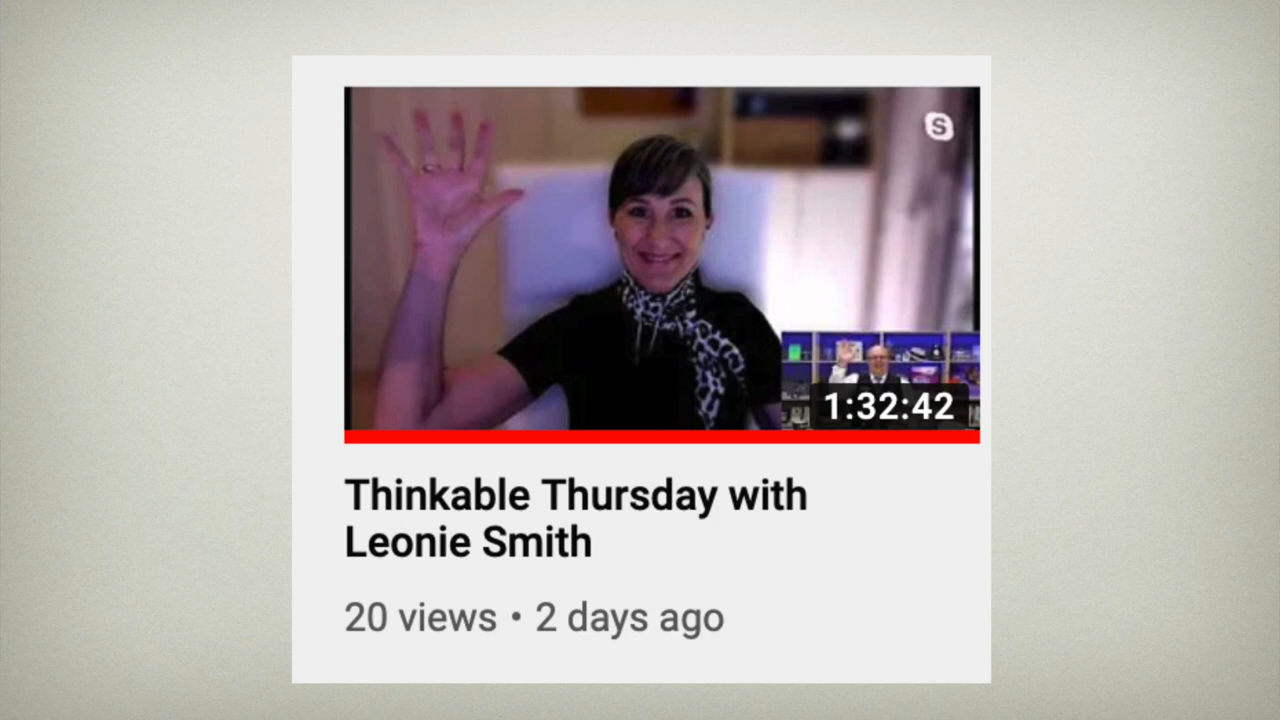 S
1:32:42
Thinkable Thursday with
Leonie Smith
20 views • 2 days ago